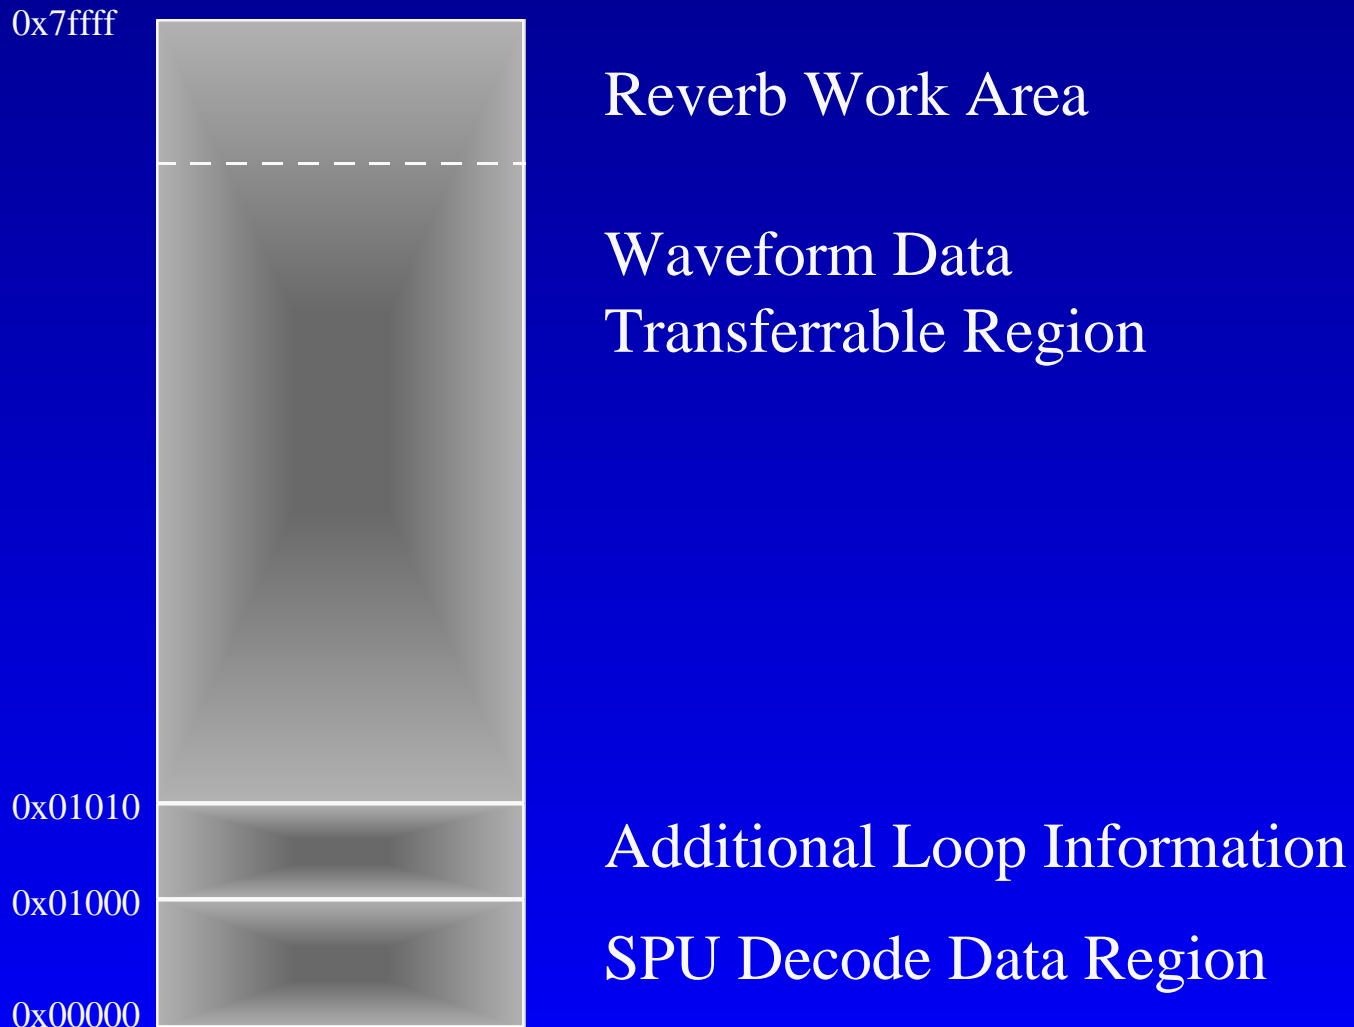 0x7ffff
Reverb Work Area
Waveform Data
Transferrable Region
0x01010
Additional Loop Information
0x01000
SPU Decode Data Region
0x00000